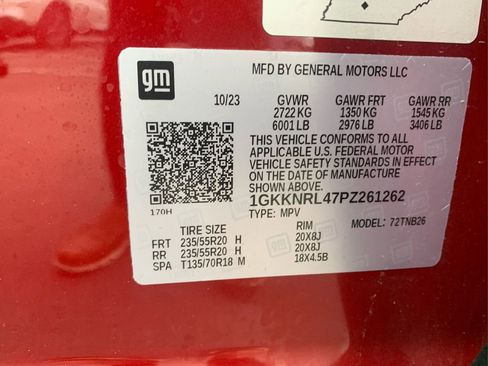 gm
MFD BY GENERAL MOTORS LLC
10/23 GVWR GAWR FRT GAWR RR
2722 KG 1350 KG 1545 KG
6001 LB 2976 LB 3406 LB
THIS VEHICLE CONFORMS TO ALL
APPLICABLE U.S. FEDERAL MOTOR
VEHICLE SAFETY STANDARDS IN EFFECT
ON THE DATE OF MANUFACTURE
SHOWN ABOVE.
1GKKNRL47PZ261262
170H TYPE: MPV MODEL: 72TNB26
TIRE SIZE RIM
FRT 235/55R20 H 20X8J
RR 235/55R20 H 20X8J
SPA T135/70R18 M 18X4.5B